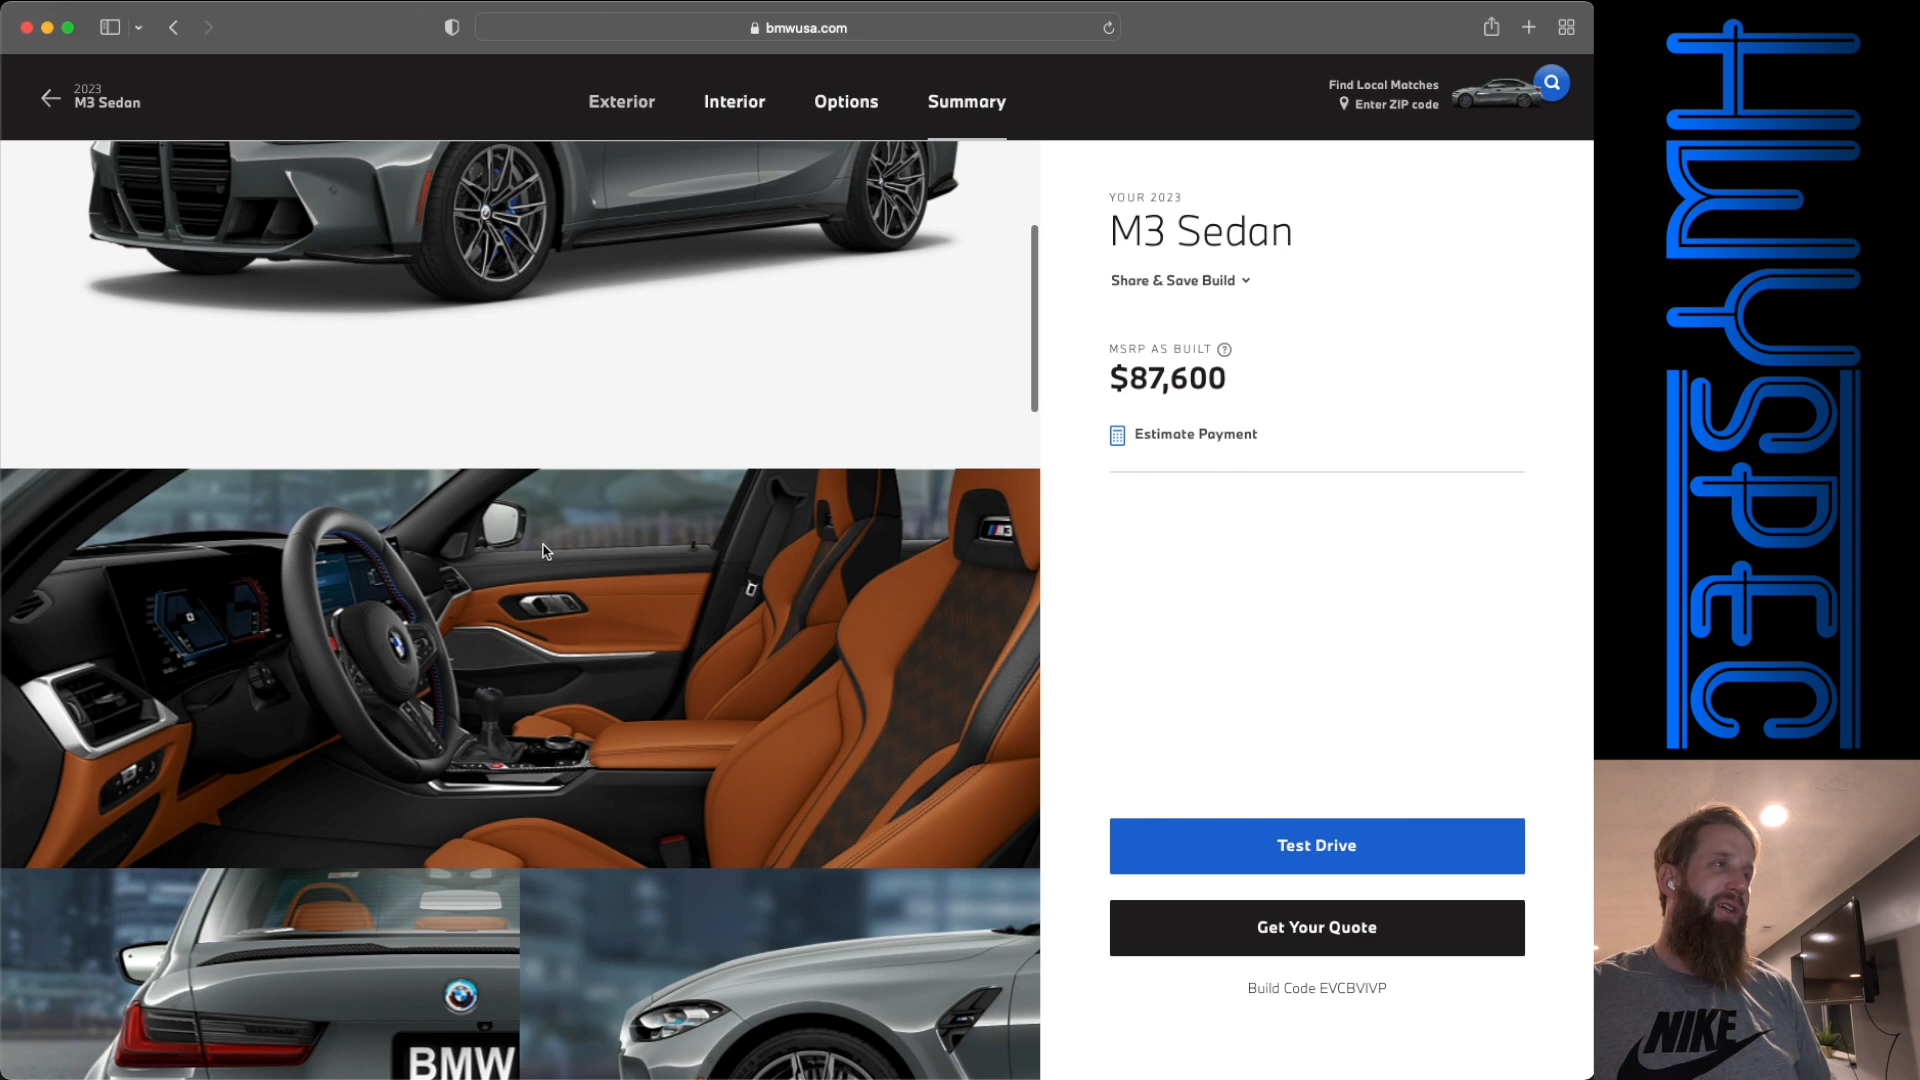 bmwusa.com
2023
M3 Sedan
Exterior
Interior
Options
Summary
Find Local Matches
Enter ZIP code
YOUR 2023
M3 Sedan
Share & Save Build
MSRP AS BUILT ?
$87,600
Estimate Payment
Test Drive
Get Your Quote
Build Code EVCBVIVP
BMW
HWYSPEC
NIKE